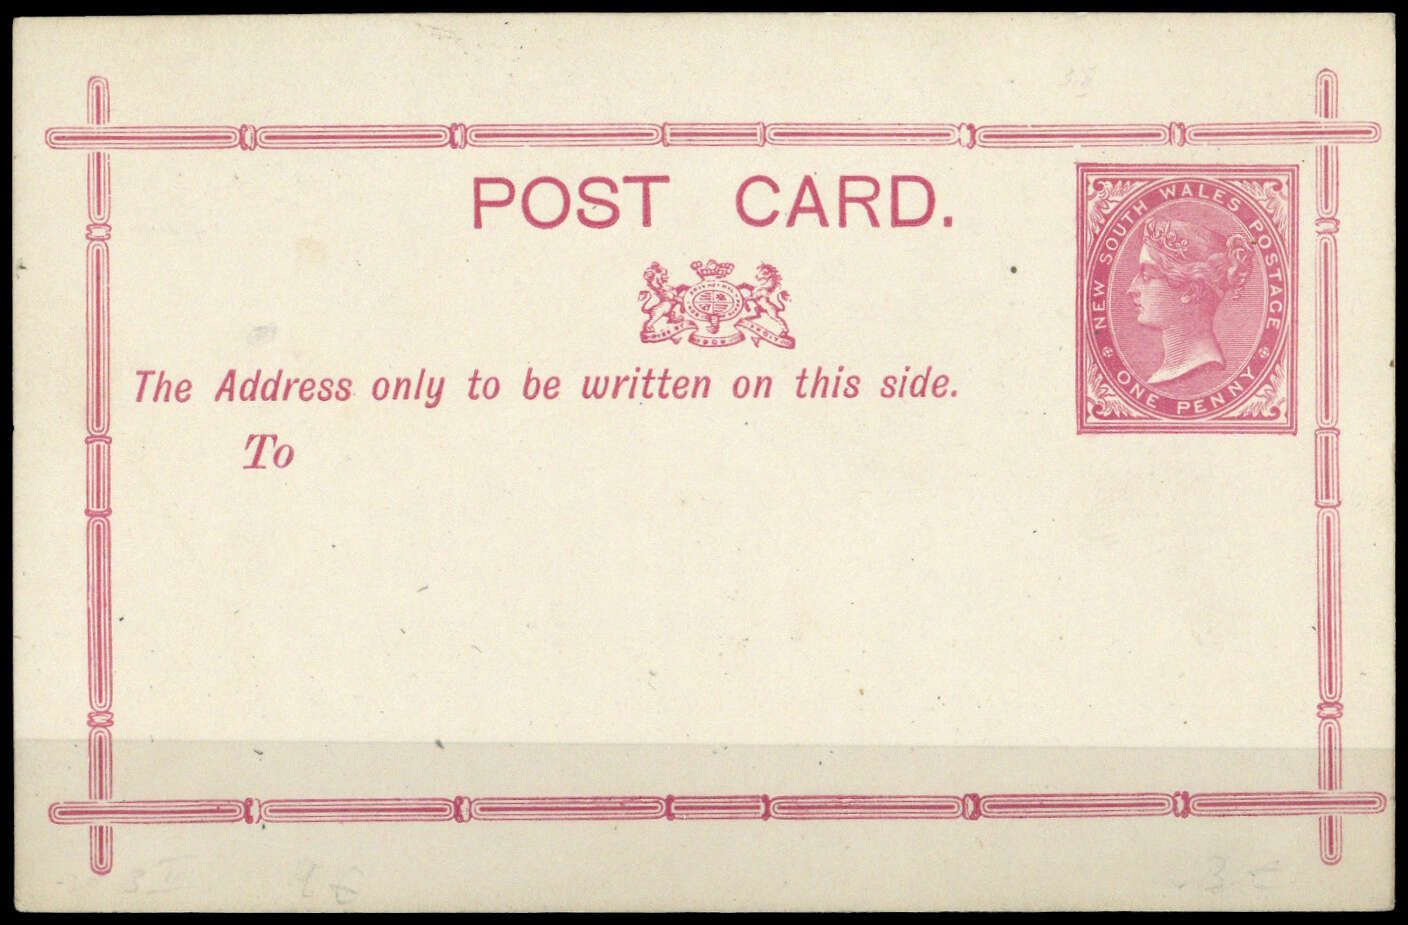 POST CARD.
NEW SOUTH WALES POSTAGE
ONE PENNY
The Address only to be written on this side.
To